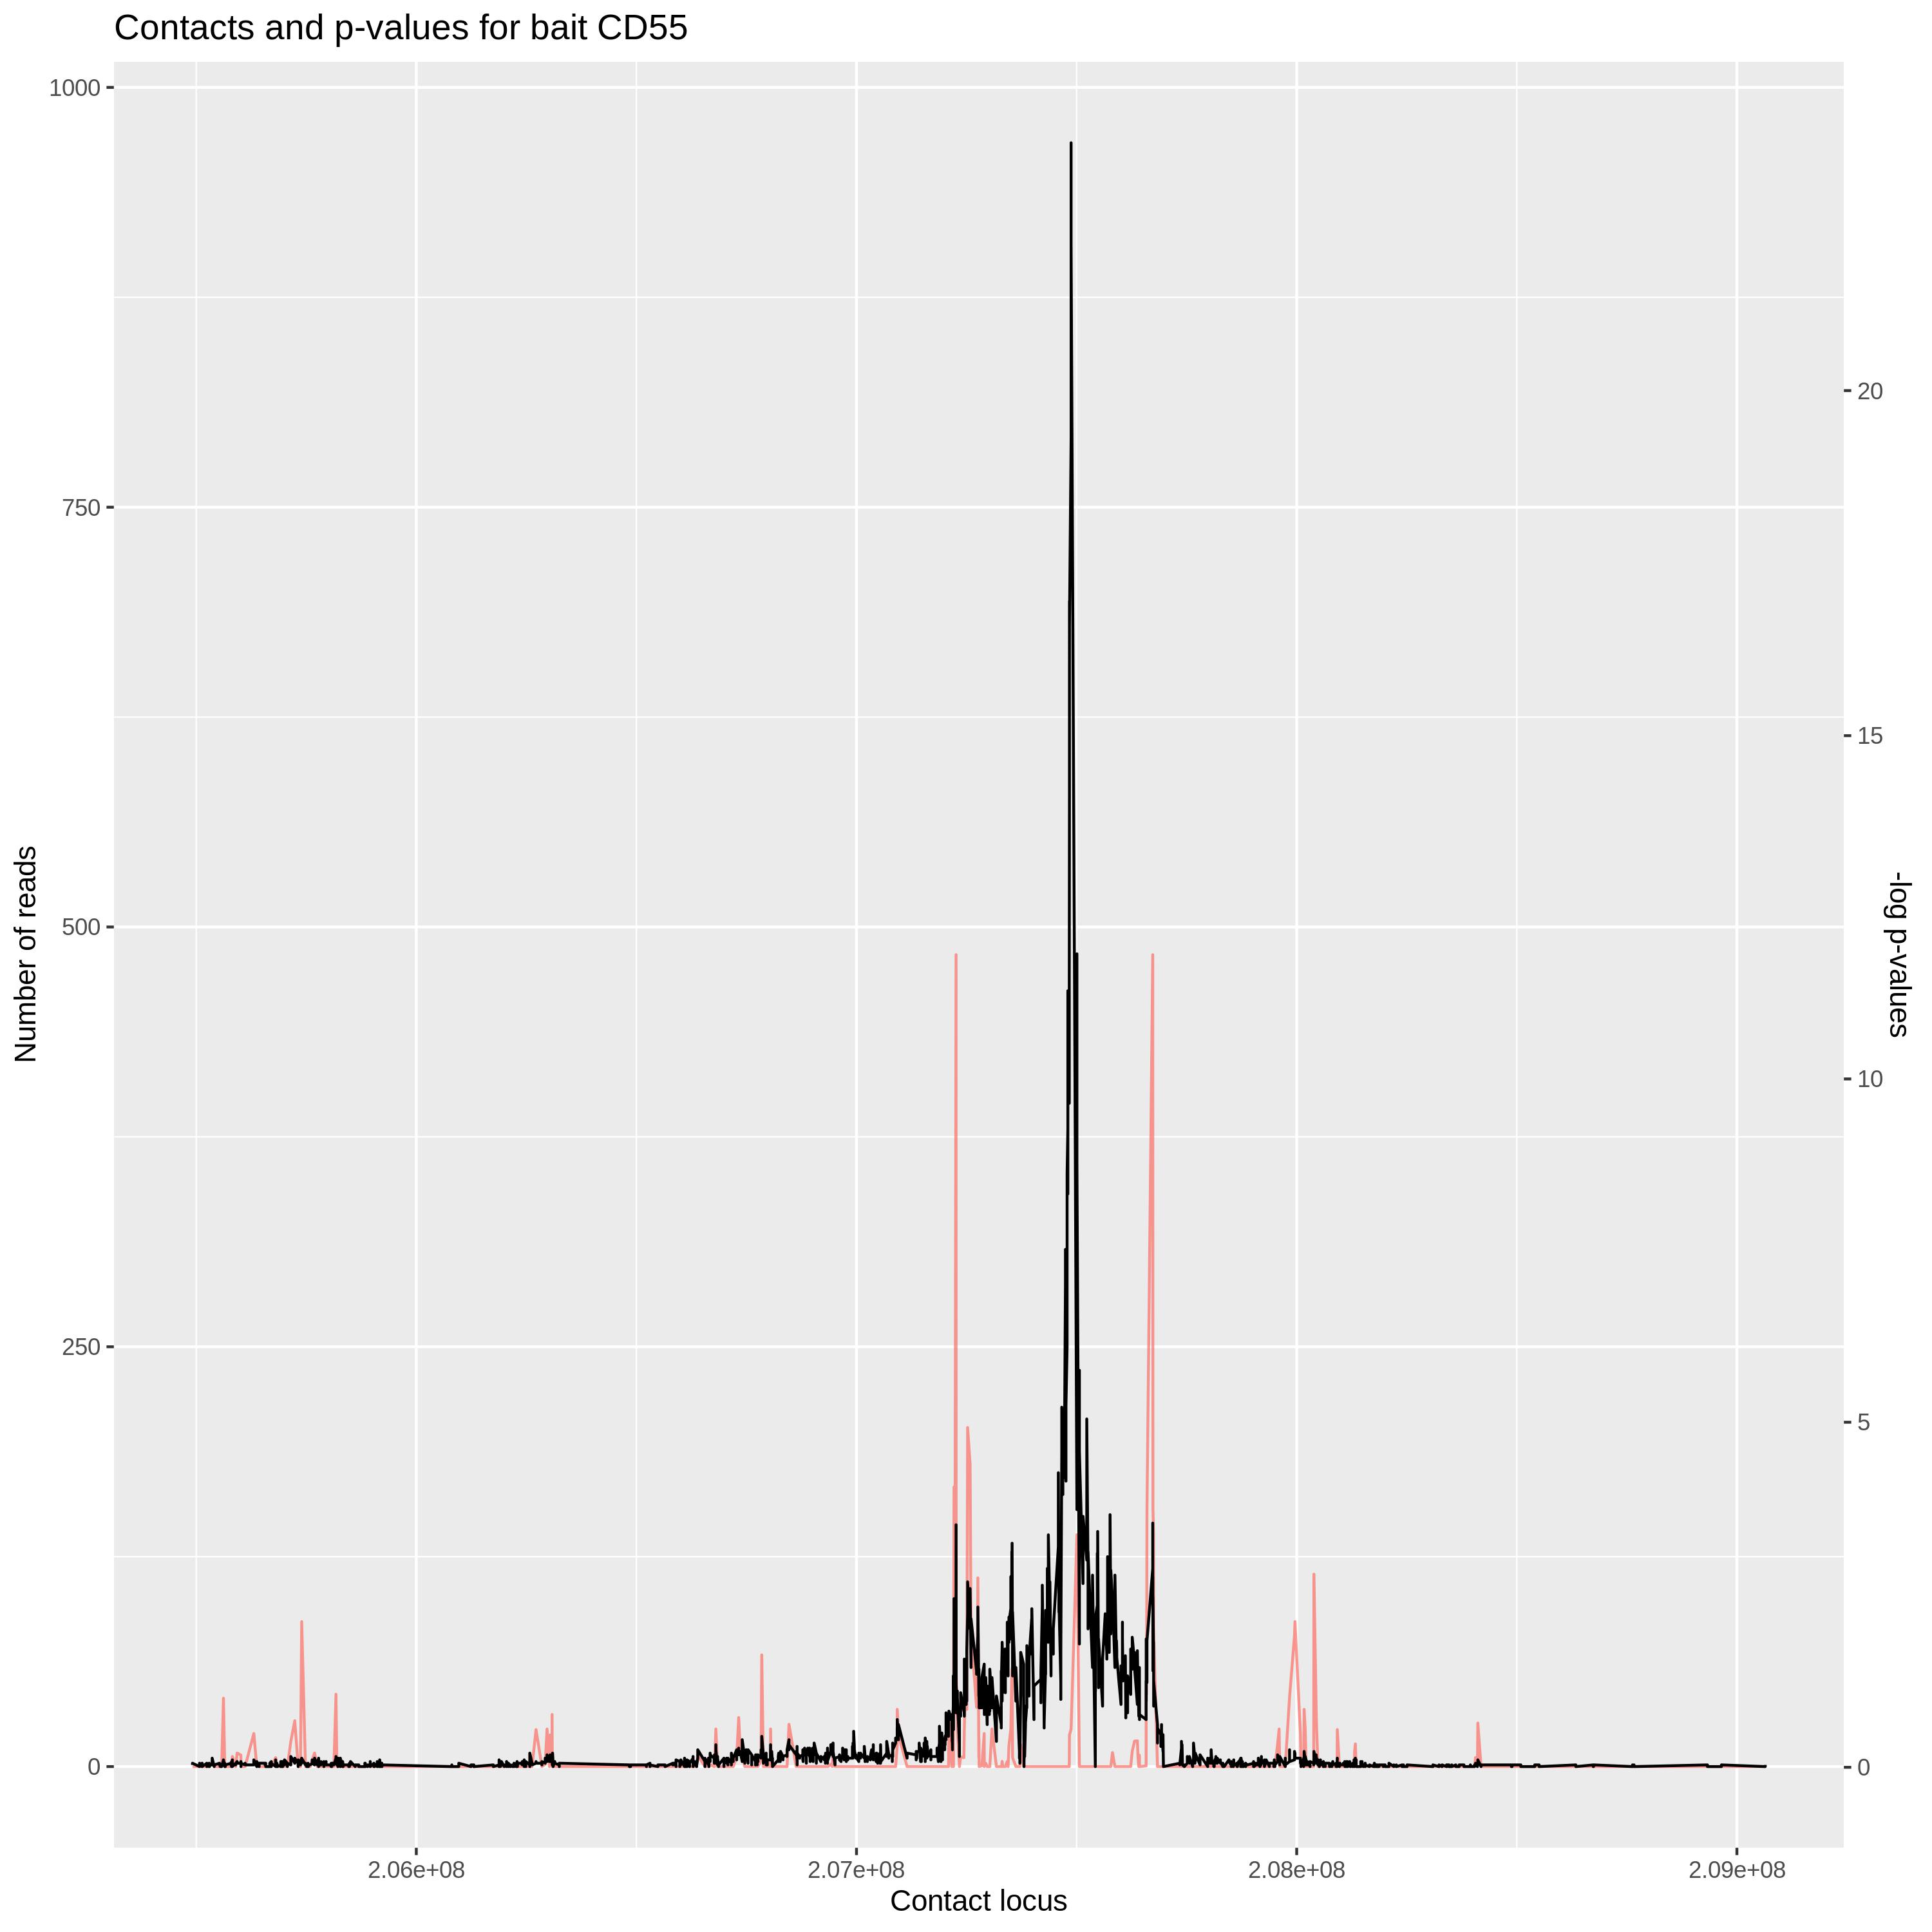 Contacts and p-values for bait CD55
1000
750
500
250
0
Number of reads
20
15
10
5
0
-log p-values
2.06e+08
2.07e+08
2.08e+08
2.09e+08
Contact locus